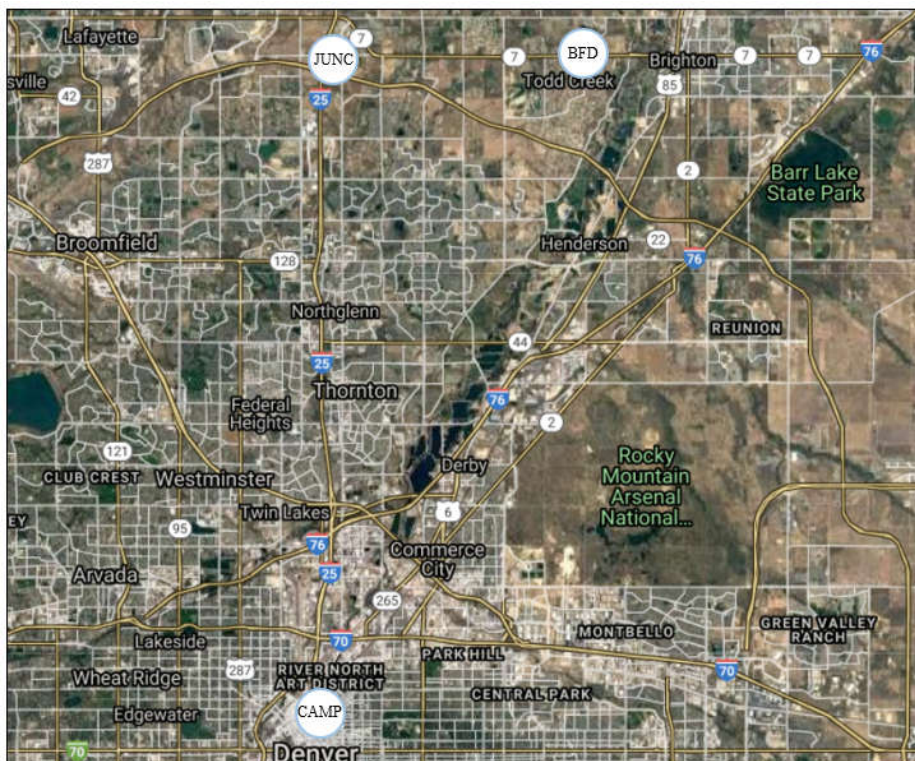 Lafayette
7
JUNC
BFD
7
Brighton
7
7
76
sville
Todd Creek
42
25
85
287
2
Barr Lake
State Park
Broomfield
Henderson
22
128
76
Northglenn
REUNION
44
25
Thornton
76
Federal
Heights
2
121
Derby
Rocky
Mountain
Arsenal
National...
CLUB CREST
Westminster
Twin Lakes
6
EY
95
76
Commerce
City
Arvada
25
265
Lakeside
70
MONTBELLO
GREEN VALLEY
RANCH
PARK HILL
287
RIVER NORTH
ART DISTRICT
70
Wheat Ridge
CENTRAL PARK
Edgewater
CAMP
70
Denver